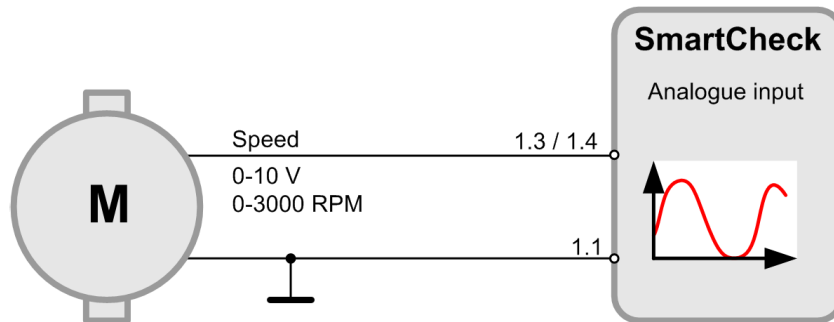 SmartCheck
Analogue input
M
Speed
1.3 / 1.4
0-10 V
0-3000 RPM
1.1